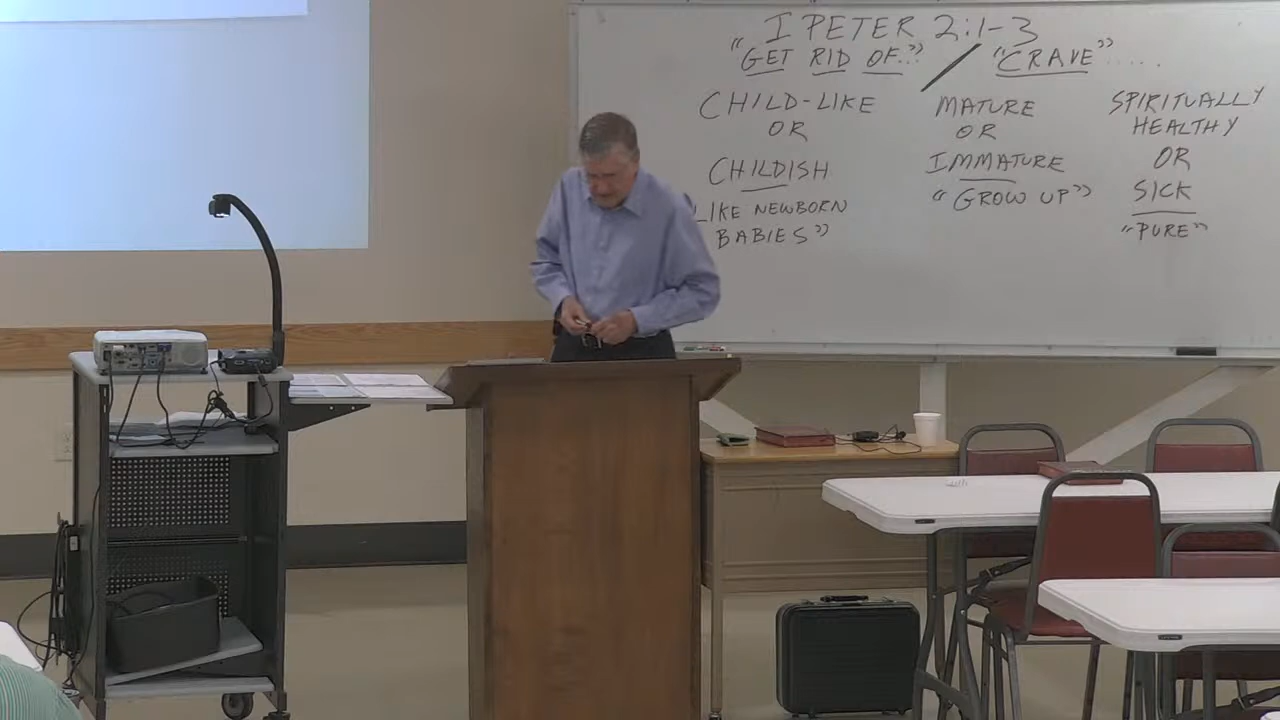 I PETER 2:1-3
"GET RID OF..." / "CRAVE".....
CHILD-LIKE
OR
CHILDISH
LIKE NEWBORN
BABIES"
MATURE
OR
IMMATURE
"GROW UP"
SPIRITUALLY
HEALTHY
OR
SICK
"PURE"